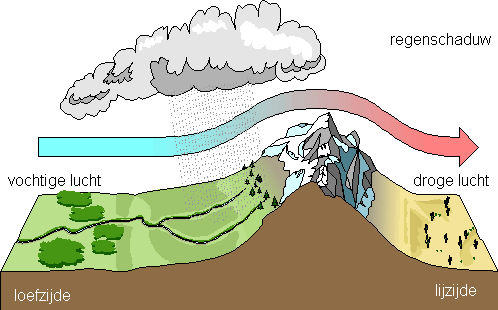 regenschaduw
vochtige lucht
droge lucht
loefzijde
lijzijde